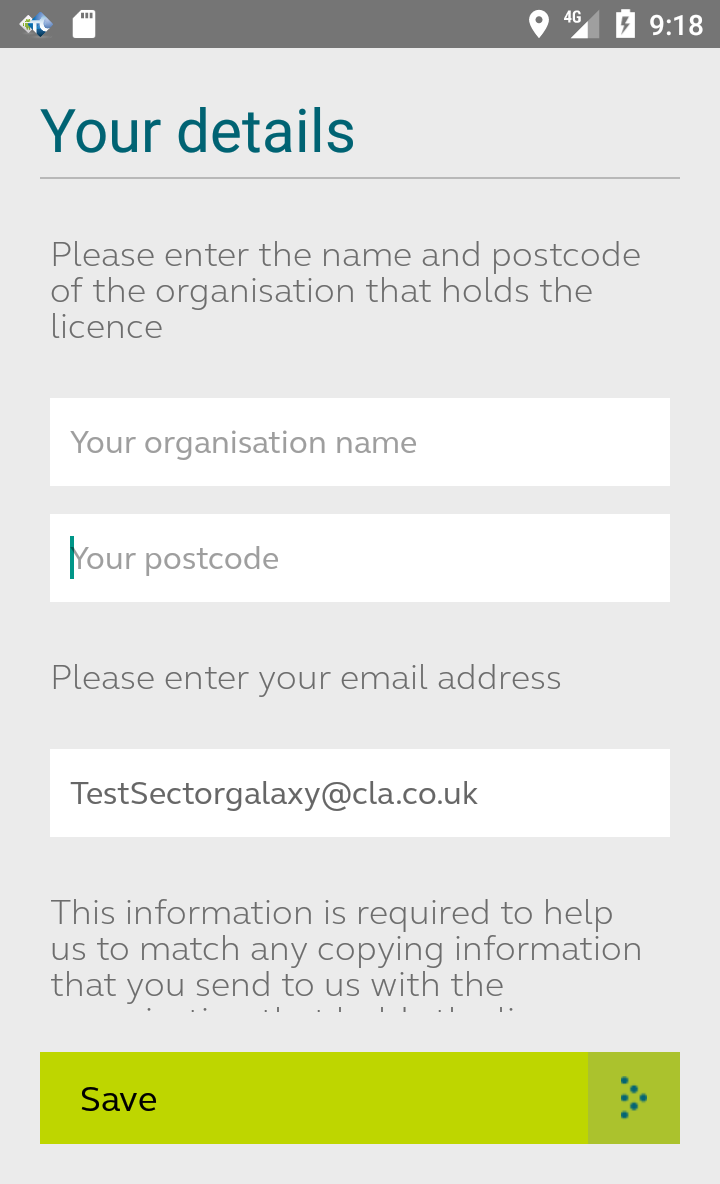 4G 9:18
Your details
Please enter the name and postcode
of the organisation that holds the
licence
Your organisation name
Your postcode
Please enter your email address
TestSectorgalaxy@cla.co.uk
This information is required to help
us to match any copying information
that you send to us with the
Save